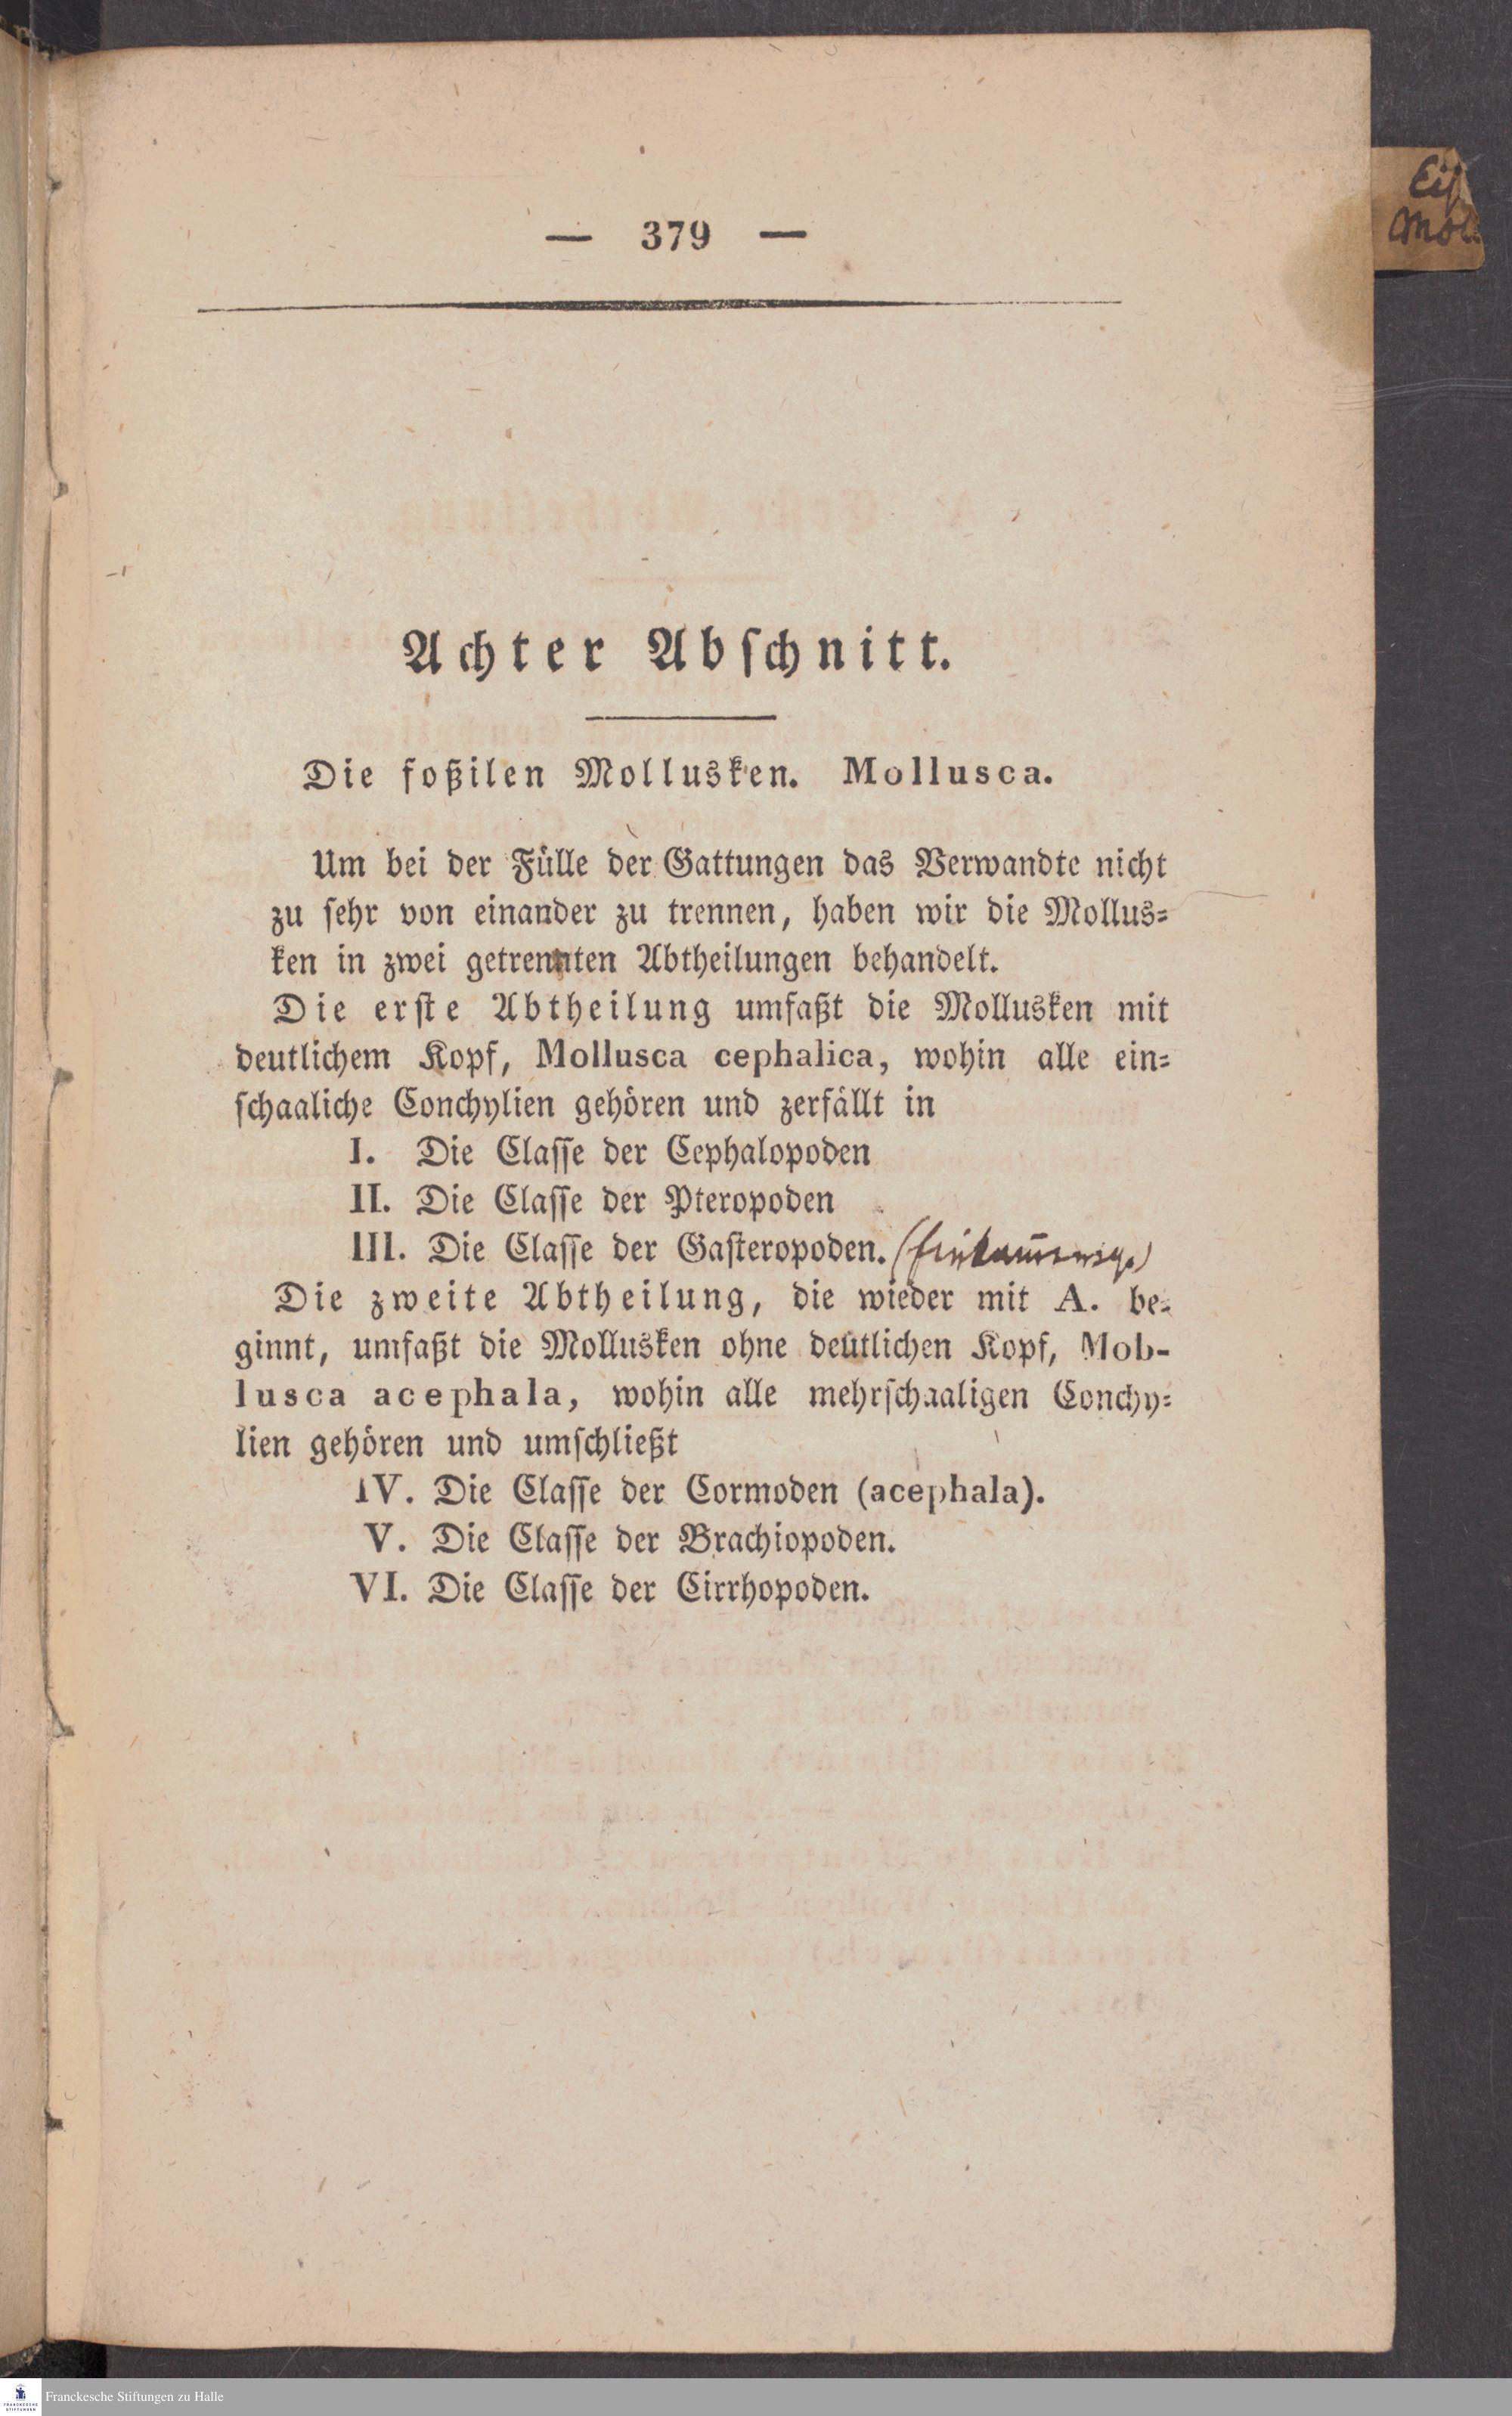 Eiſ
Mol
— 379 —
Achter Abſchnitt.
Die foßilen Mollusken. Mollusca.
Um bei der Fülle der Gattungen das Verwandte nicht
zu ſehr von einander zu trennen, haben wir die Mollus⸗
ken in zwei getrennten Abtheilungen behandelt.
Die erſte Abtheilung umfaßt die Mollusken mit
deutlichem Kopf, Mollusca cephalica, wohin alle ein⸗
ſchaaliche Conchylien gehören und zerfällt in
I. Die Claſſe der Cephalopoden
II. Die Claſſe der Pteropoden
III. Die Claſſe der Gaſteropoden. (Einkam̄erige)
Die zweite Abtheilung, die wieder mit A. be⸗
ginnt, umfaßt die Mollusken ohne deutlichen Kopf, Mob-
lusca acephala, wohin alle mehrſchaaligen Conchy⸗
lien gehören und umſchließt
IV. Die Claſſe der Cormoden (acephala).
V. Die Claſſe der Brachiopoden.
VI. Die Claſſe der Cirrhopoden.
Franckesche Stiftungen zu Halle